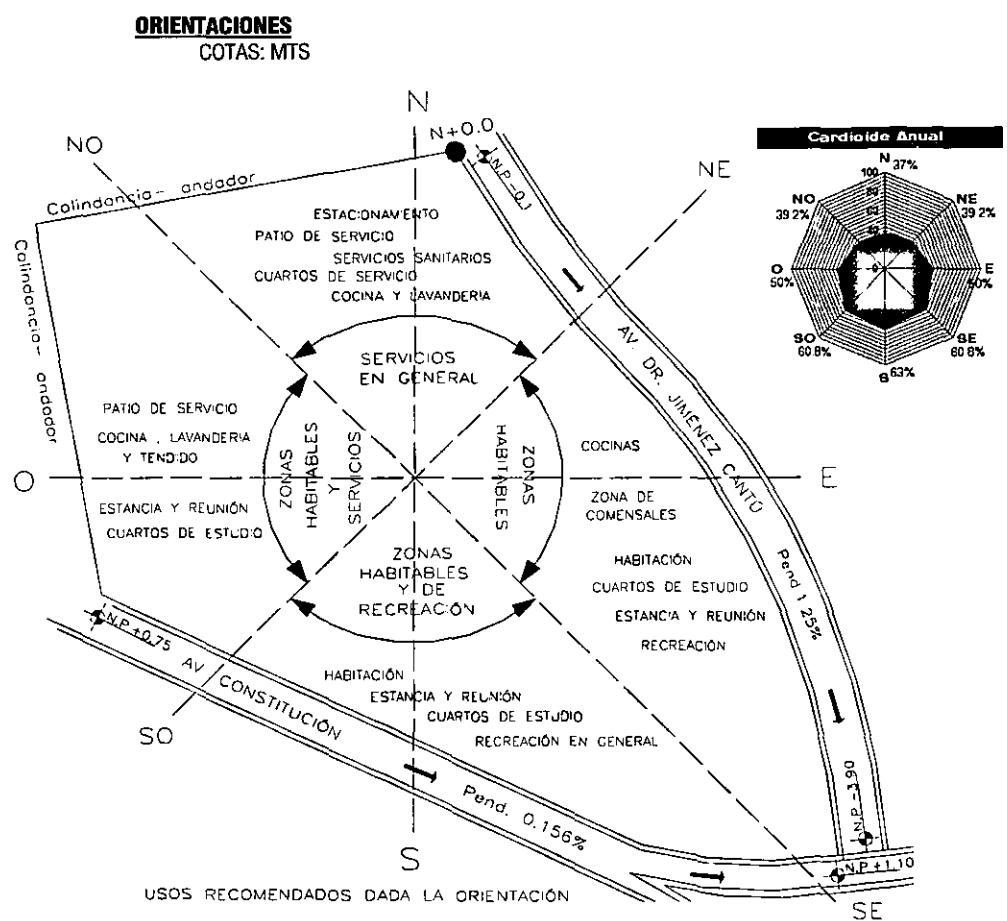 ORIENTACIONES
COTAS: MTS
N
NO
N+0.0
N.P -0.1
NE
Colindancia- andador
Colindancia- andador
ESTACIONAMIENTO
PATIO DE SERVICIO
SERVICIOS SANITARIOS
CUARTOS DE SERVICIO
COCINA Y LAVANDERIA
SERVICIOS
EN GENERAL
AV. DR. JIMÉNEZ CANTÚ
Pend 1 25%
Cardioide Anual
N 37%
100
80
NO
39 2%
NE
39 2%
O
50%
E
50%
SO
60.8%
SE
60 8%
S
63%
PATIO DE SERVICIO
COCINA , LAVANDERIA
Y TENDIDO
O
ESTANCIA Y REUNIÓN
CUARTOS DE ESTUDIO
ZONAS
HABITABLES
Y
SERVICIOS
ZONAS
HABITABLES
COCINAS
E
ZONA DE
COMENSALES
HABITACIÓN
CUARTOS DE ESTUDIO
ESTANCIA Y REUNIÓN
RECREACIÓN
ZONAS
HABITABLES
Y DE
RECREACIÓN
N.P +0.75
AV CONSTITUCIÓN
Pend. 0.156%
HABITACIÓN
ESTANCIA Y REUNIÓN
CUARTOS DE ESTUDIO
RECREACIÓN EN GENERAL
SO
S
N.P -3.90
N.P +1.10
SE
USOS RECOMENDADOS DADA LA ORIENTACIÓN